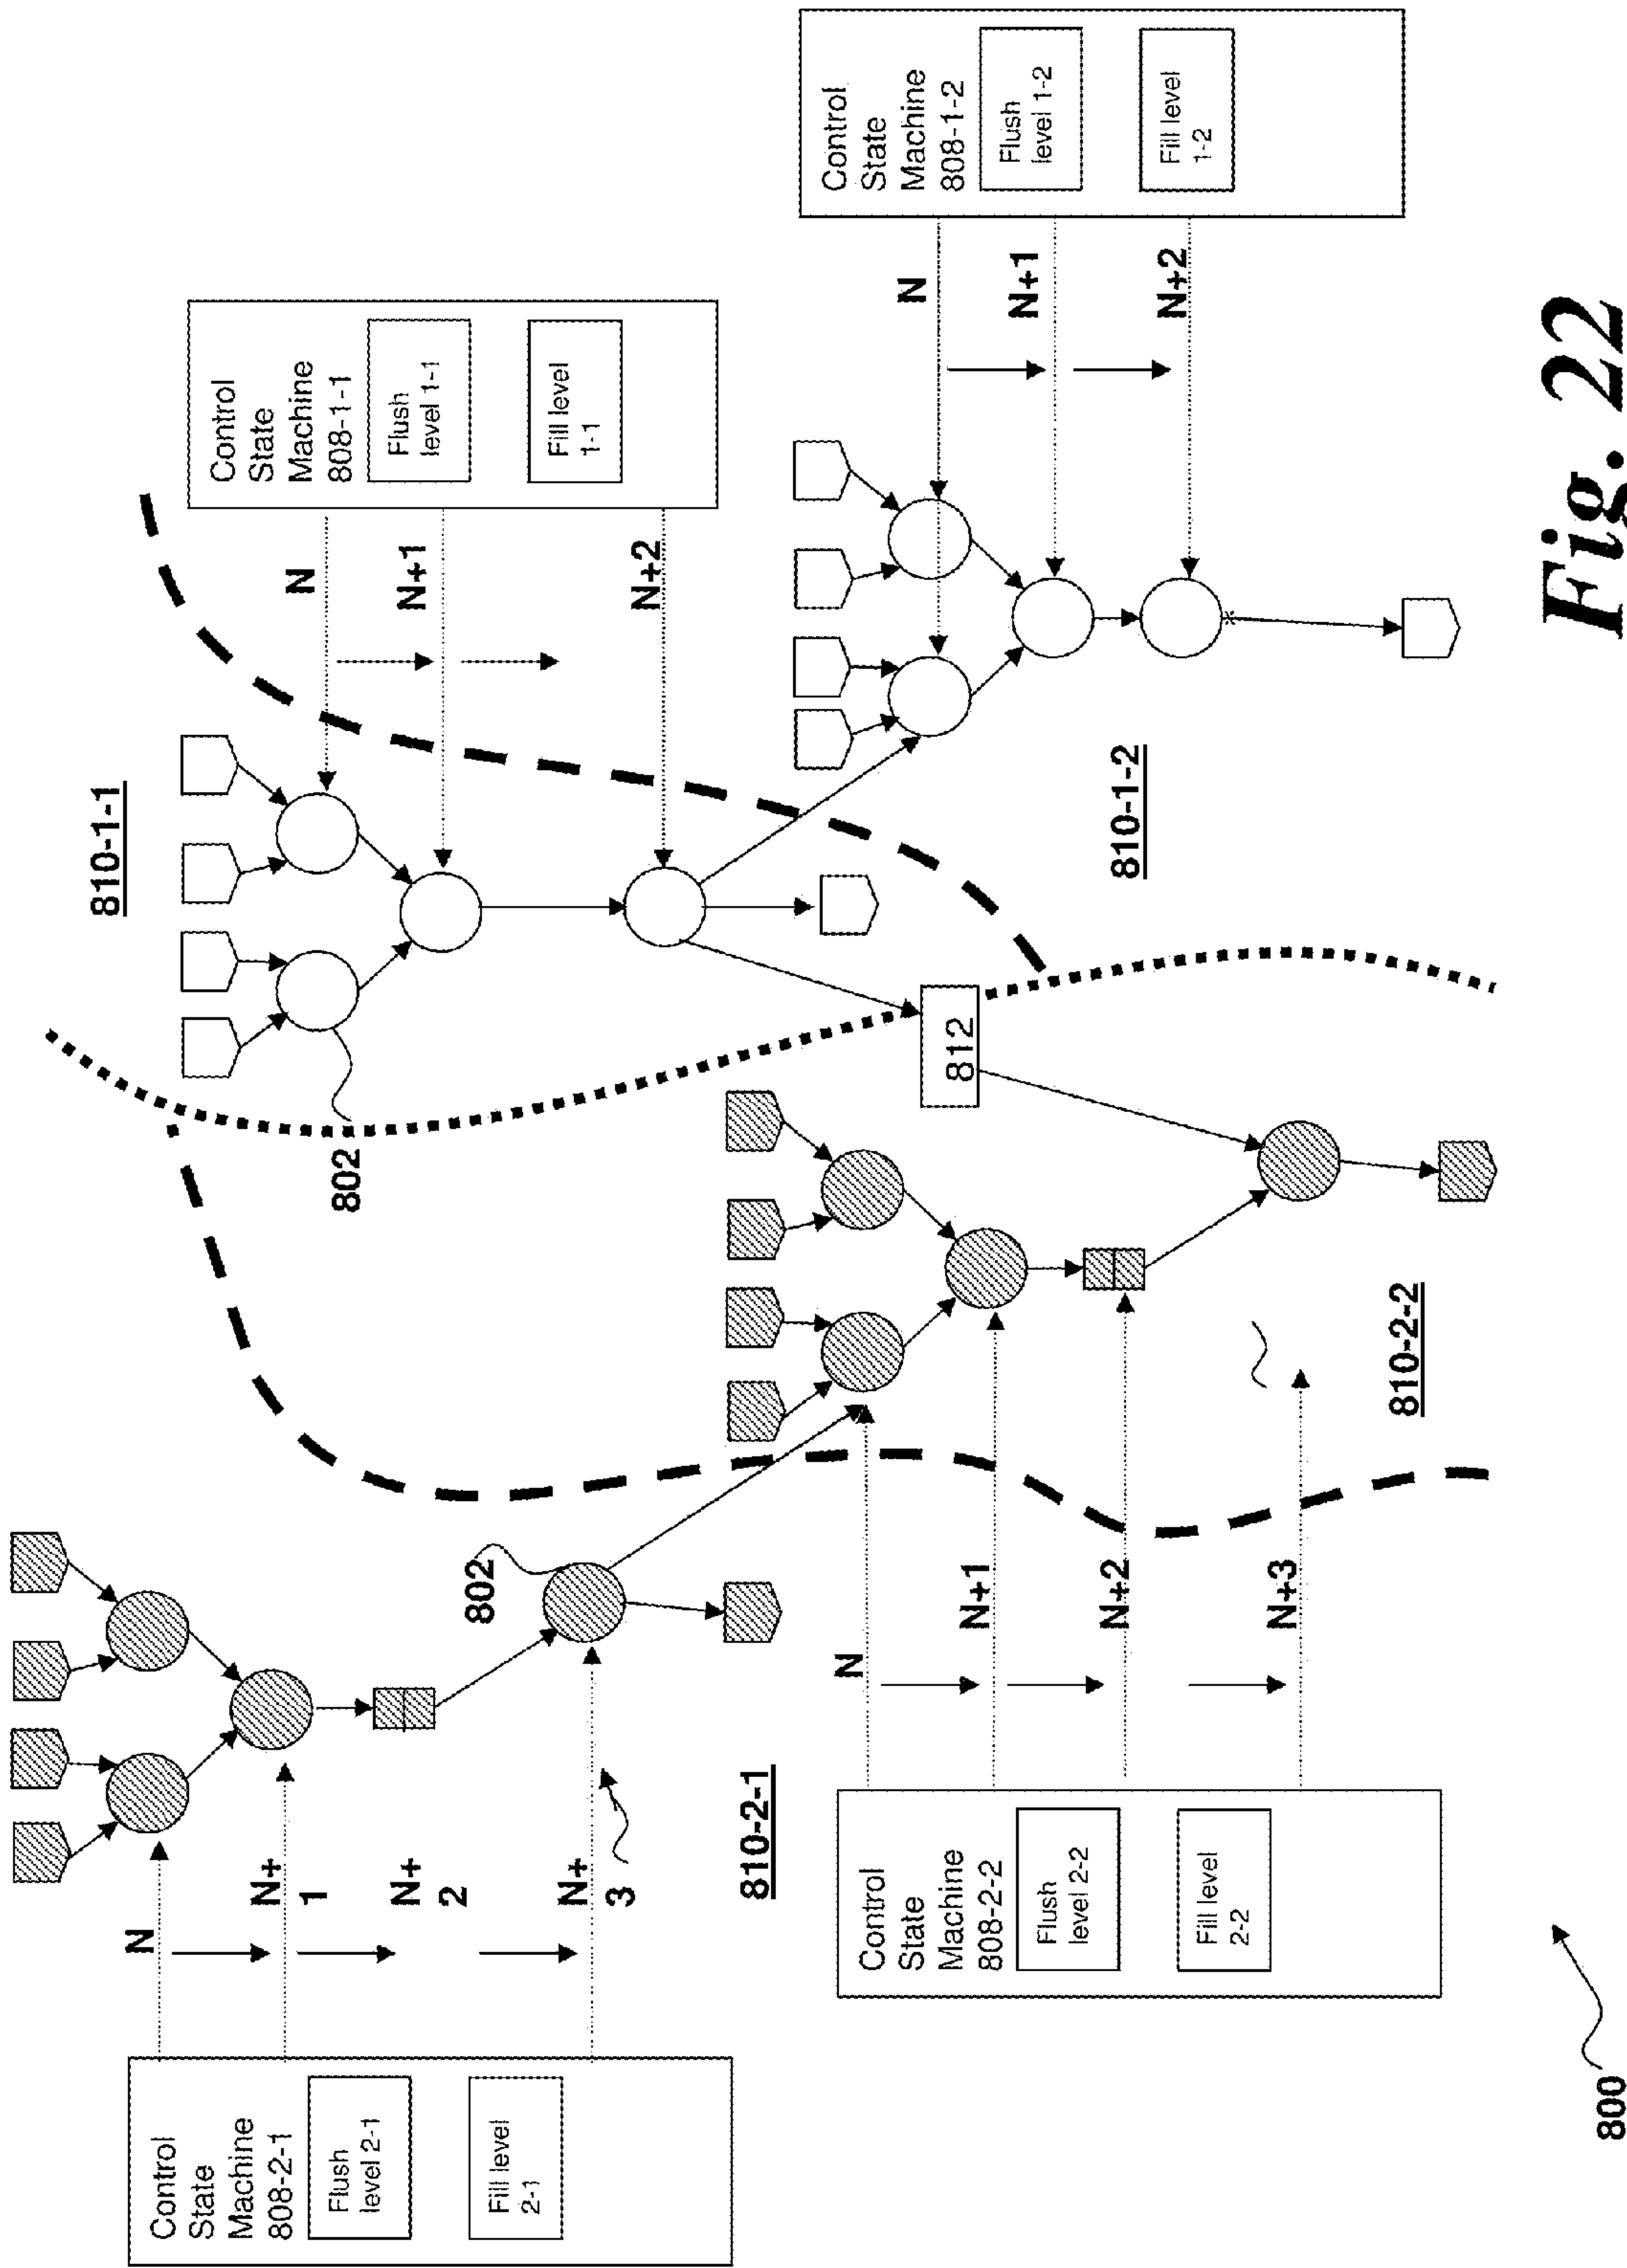 Control
State
Machine
808-2-1
Flush
level 2-1
Fill level
2-1
N
N+
1
N+
2
N+
3
810-2-1
802
Control
State
Machine
808-2-2
Flush
level 2-2
Fill level
2-2
N
N+1
N+2
N+3
810-2-2
802
812
810-1-1
N
N+1
N+2
Control
State
Machine
808-1-1
Flush
level 1-1
Fill level
1-1
810-1-2
N
N+1
N+2
Control
State
Machine
808-1-2
Flush
level 1-2
Fill level
1-2
800
Fig. 22